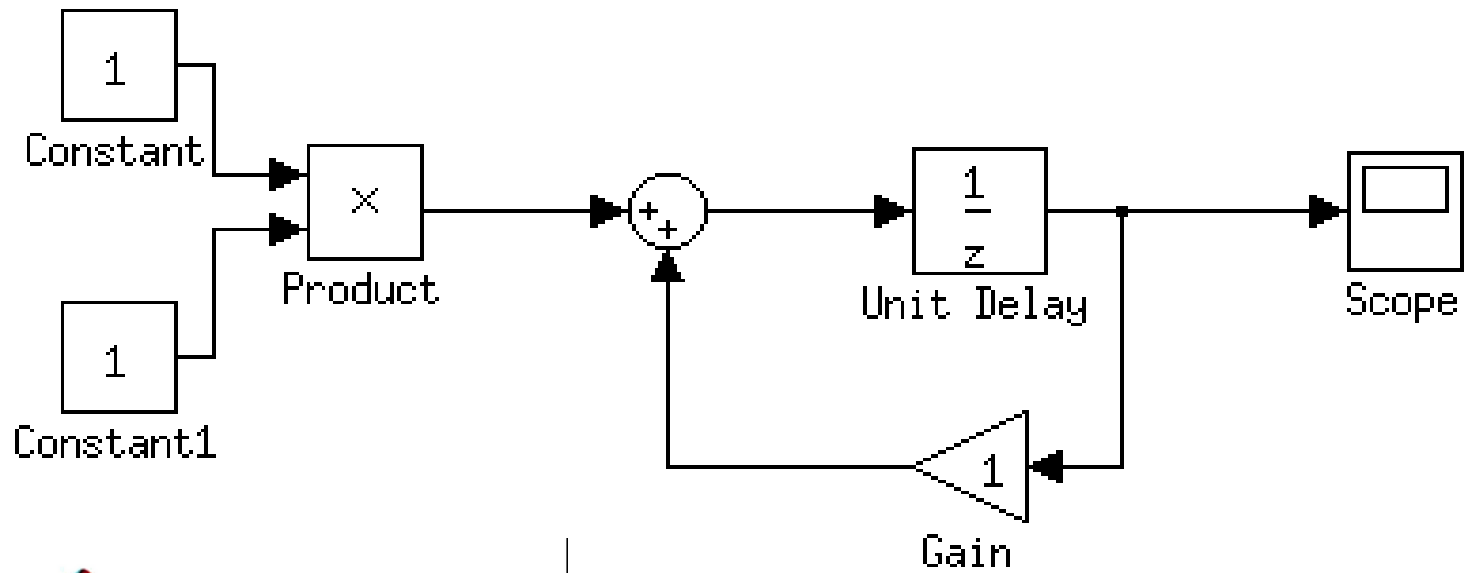 1
Constant
×
Product
1
Constant1
+
+
1
z
Unit Delay
1
Gain
Scope